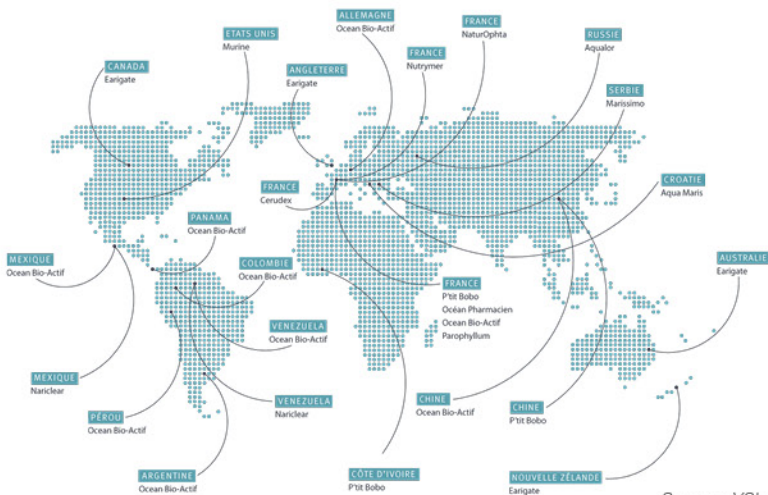 ALLEMAGNE
Ocean Bio-Actif
FRANCE
NaturOphta
ETATS UNIS
Murine
RUSSIE
Aqualor
FRANCE
Nutrymer
CANADA
Earigate
ANGLETERRE
Earigate
SERBIE
Marissimo
FRANCE
Cerudex
CROATIE
Aqua Maris
PANAMA
Ocean Bio-Actif
MEXIQUE
Ocean Bio-Actif
COLOMBIE
Ocean Bio-Actif
AUSTRALIE
Earigate
FRANCE
P'tit Bobo
Océan Pharmacien
Ocean Bio-Actif
Parophyllum
VENEZUELA
Ocean Bio-Actif
MEXIQUE
Nariclear
VENEZUELA
Nariclear
CHINE
Ocean Bio-Actif
CHINE
P'tit Bobo
PÉROU
Ocean Bio-Actif
ARGENTINE
Ocean Bio-Actif
CÔTE D'IVOIRE
P'tit Bobo
NOUVELLE ZÉLANDE
Earigate